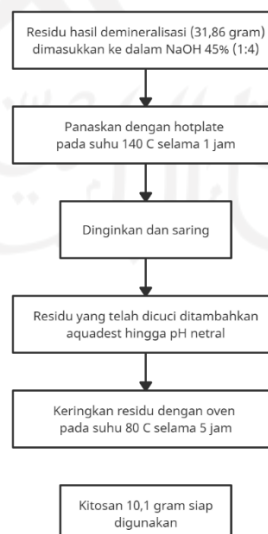 Residu hasil demineralisasi (31,86 gram)
dimasukkan ke dalam NaOH 45% (1:4)
Panaskan dengan hotplate
pada suhu 140 C selama 1 jam
Dinginkan dan saring
Residu yang telah dicuci ditambahkan
aquadest hingga pH netral
Keringkan residu dengan oven
pada suhu 80 C selama 5 jam
Kitosan 10,1 gram siap
digunakan